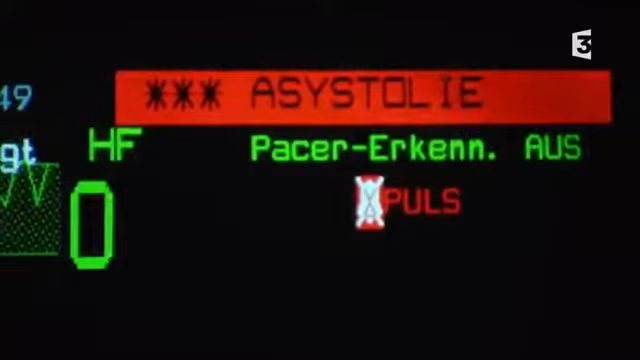 3
49
*** ASYSTOLIE
gt HF Pacer-Erkenn. AUS
0 PULS